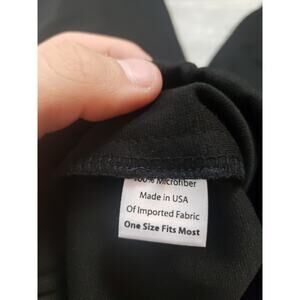 100% Microfiber
Made in USA
Of Imported Fabric
One Size Fits Most